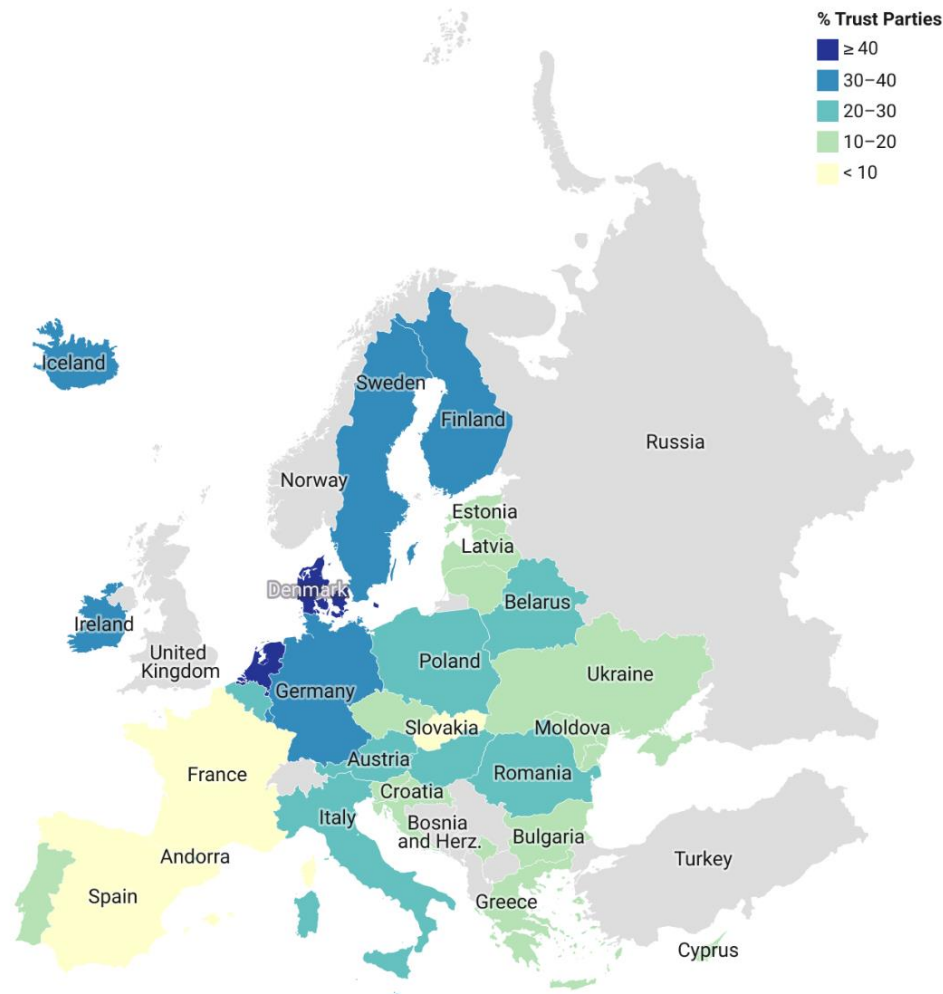 % Trust Parties
≥ 40
30–40
20–30
10–20
< 10
Iceland
Sweden
Finland
Russia
Norway
Estonia
Latvia
Denmark
Belarus
Ireland
United
Kingdom
Poland
Ukraine
Germany
Slovakia
Moldova
Austria
France
Romania
Croatia
Italy
Bosnia
and Herz.
Bulgaria
Andorra
Turkey
Spain
Greece
Cyprus